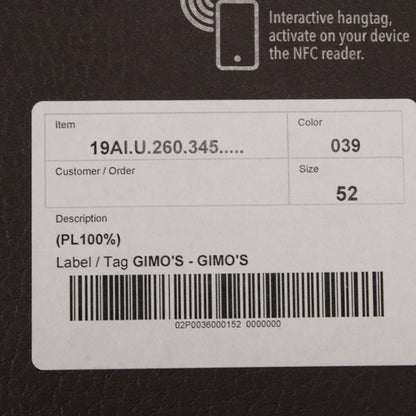 Interactive hangtag,
activate on your device
the NFC reader.
Item
19AI.U.260.345.....
Color
039
Customer / Order
Size
52
Description
(PL100%)
Label / Tag GIMO'S - GIMO'S
02P0036000152 0000000